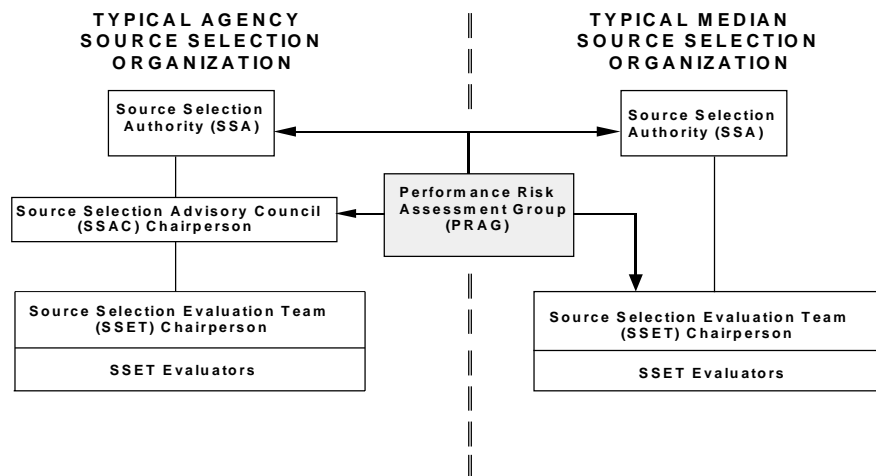 TYPICAL AGENCY
SOURCE SELECTION
ORGANIZATION
Source Selection
Authority (SSA)
Source Selection Advisory Council
(SSAC) Chairperson
Source Selection Evaluation Team
(SSET) Chairperson
SSET Evaluators
Performance Risk
Assessment Group
(PRAG)
TYPICAL MEDIAN
SOURCE SELECTION
ORGANIZATION
Source Selection
Authority (SSA)
Source Selection Evaluation Team
(SSET) Chairperson
SSET Evaluators